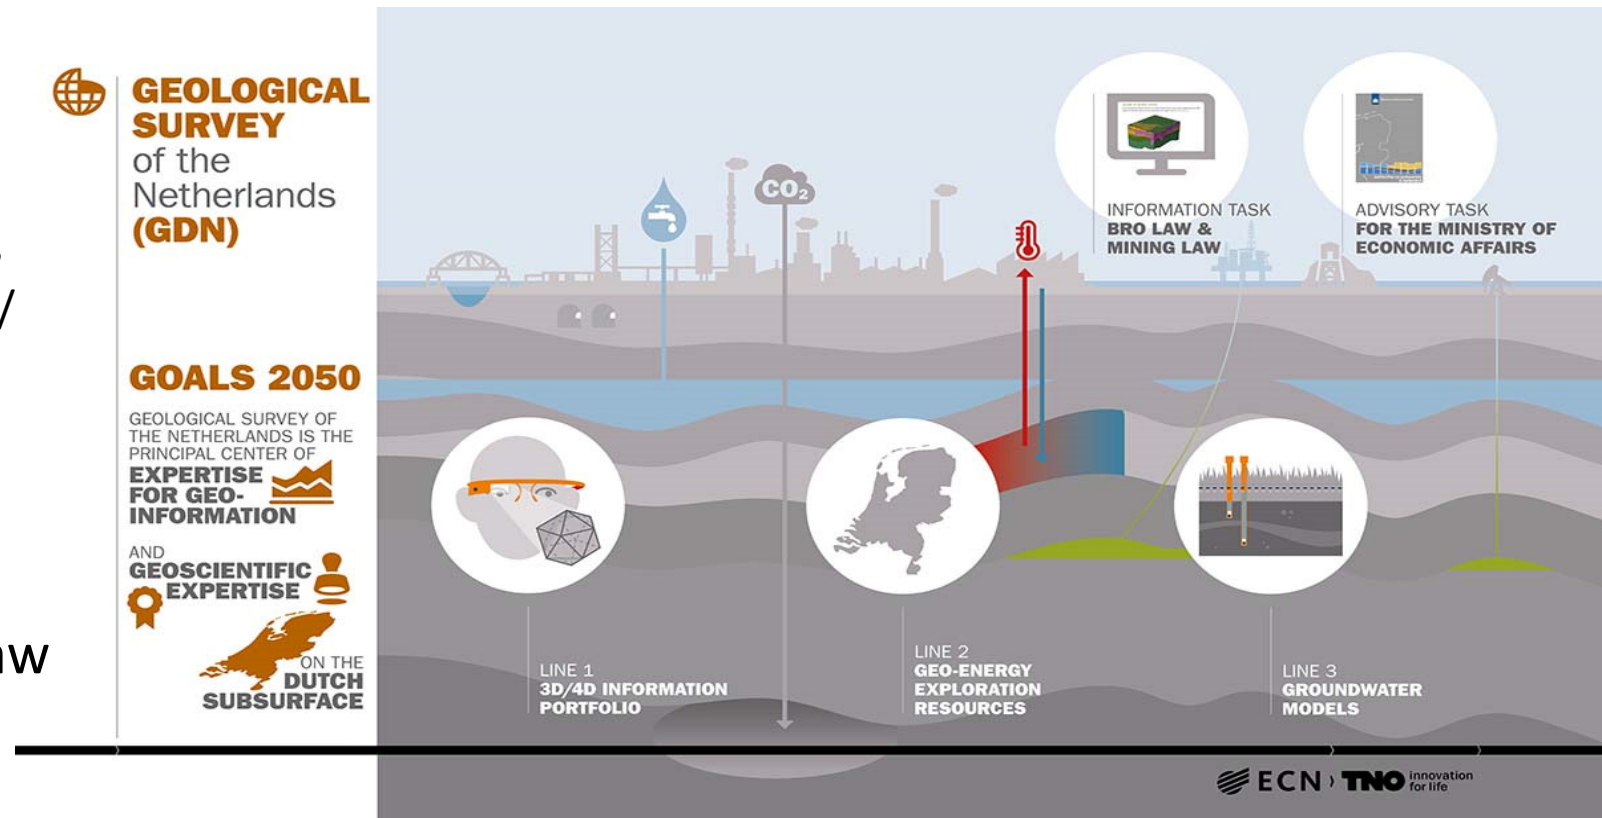 GEOLOGICAL
SURVEY
of the
Netherlands
(GDN)
GOALS 2050
GEOLOGICAL SURVEY OF
THE NETHERLANDS IS THE
PRINCIPAL CENTER OF
EXPERTISE
FOR GEO-
INFORMATION
AND
GEOSCIENTIFIC
EXPERTISE
ON THE
DUTCH
SUBSURFACE
CO₂
INFORMATION TASK
BRO LAW &
MINING LAW
ADVISORY TASK
FOR THE MINISTRY OF
ECONOMIC AFFAIRS
LINE 1
3D/4D INFORMATION
PORTFOLIO
LINE 2
GEO-ENERGY
EXPLORATION
RESOURCES
LINE 3
GROUNDWATER
MODELS
ECN › TNO innovation
for life